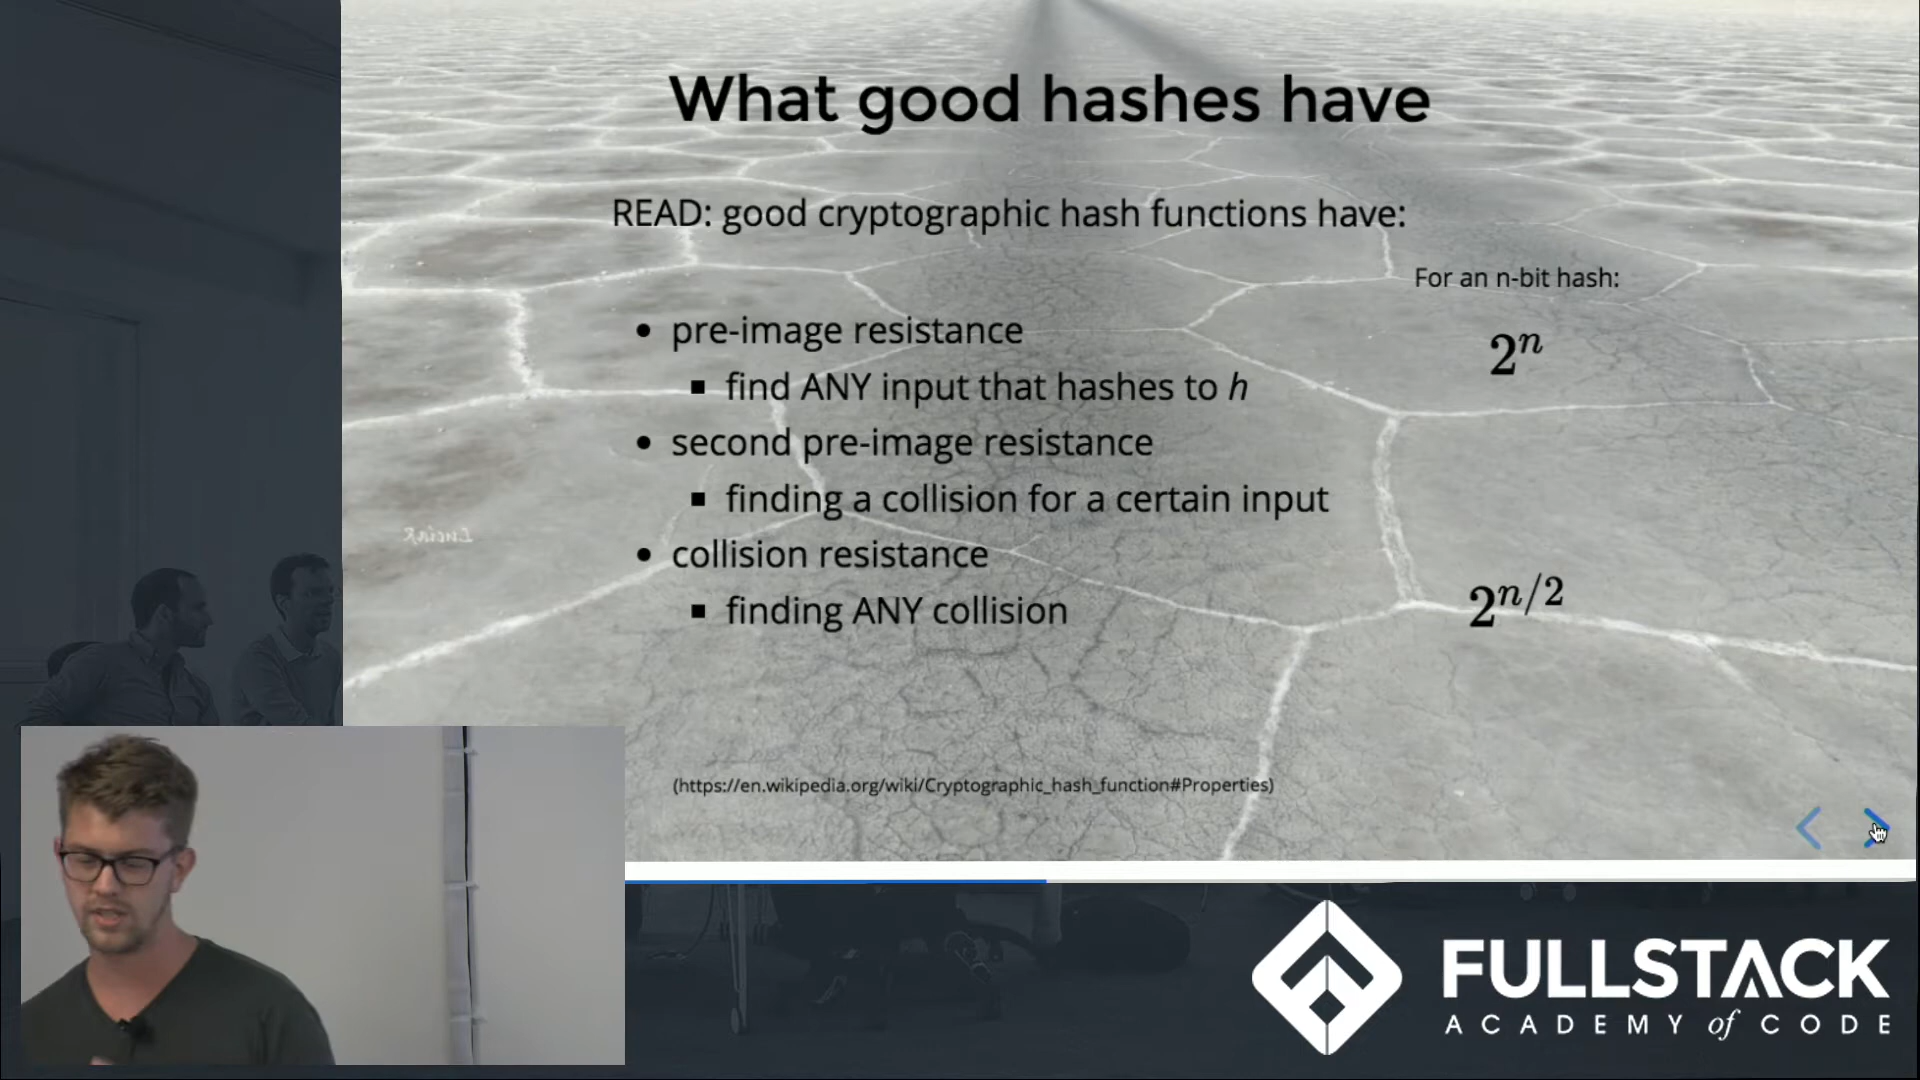 What good hashes have
READ: good cryptographic hash functions have:
For an n-bit hash:
• pre-image resistance
2^n
▪ find ANY input that hashes to h
• second pre-image resistance
▪ finding a collision for a certain input
• collision resistance
2^{n/2}
▪ finding ANY collision
(https://en.wikipedia.org/wiki/Cryptographic_hash_function#Properties)
FULLSTACK
ACADEMY of CODE